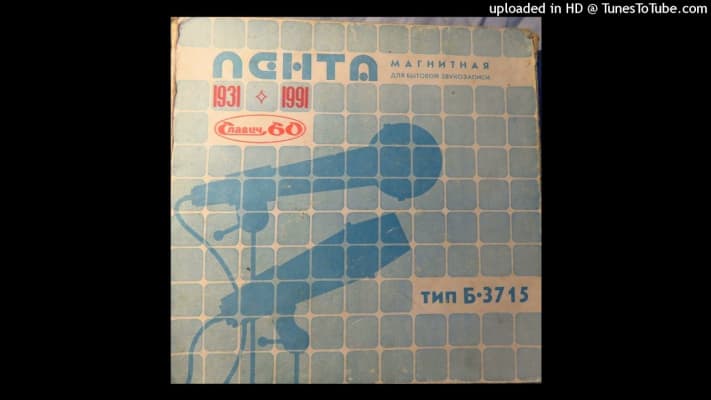 uploaded in HD @ TunesToTube.com
ЛЕНТА
МАГНИТНАЯ
ДЛЯ БЫТОВОЙ ЗВУКОЗАПИСИ
1931 1991
Славич 60
ТИП Б·3715